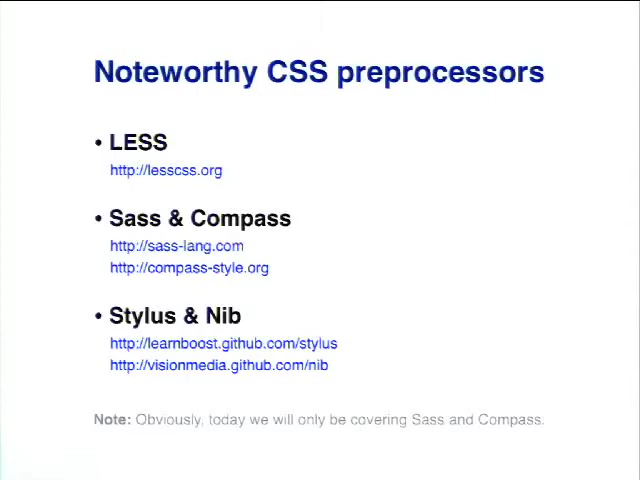 Noteworthy CSS preprocessors
• LESS
http://lesscss.org
• Sass & Compass
http://sass-lang.com
http://compass-style.org
• Stylus & Nib
http://learnboost.github.com/stylus
http://visionmedia.github.com/nib
Note: Obviously, today we will only be covering Sass and Compass.